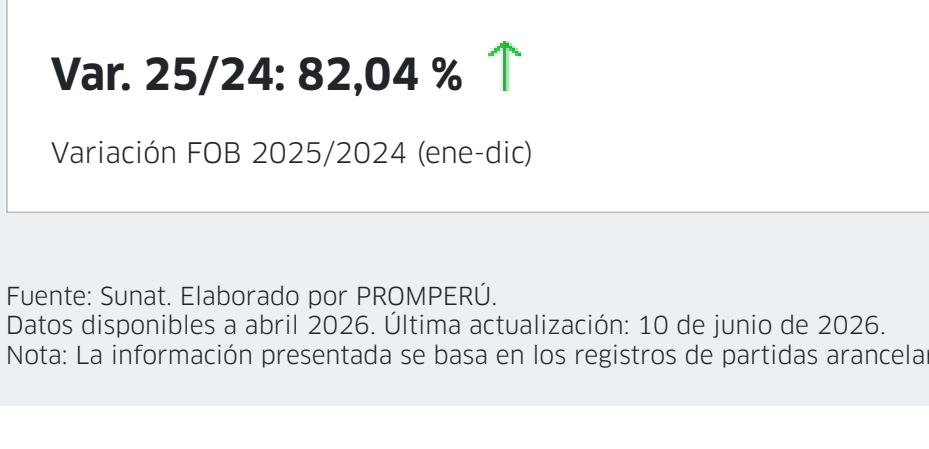 Var. 25/24: 82,04 % ↑
Variación FOB 2025/2024 (ene-dic)
Fuente: Sunat. Elaborado por PROMPERÚ.
Datos disponibles a abril 2026. Última actualización: 10 de junio de 2026.
Nota: La información presentada se basa en los registros de partidas